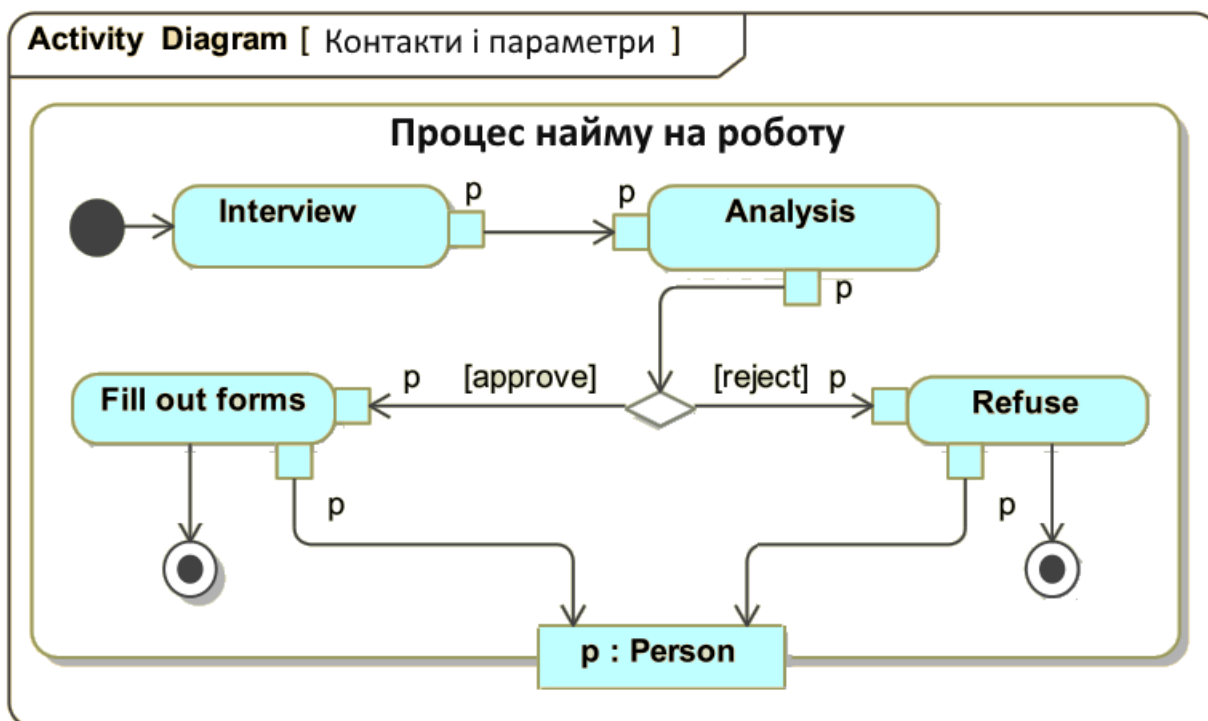 Activity Diagram [ Контакти і параметри ]
Процес найму на роботу
Interview
p
p
Analysis
p
Fill out forms
p
[approve]
[reject]
p
Refuse
p
p
p : Person